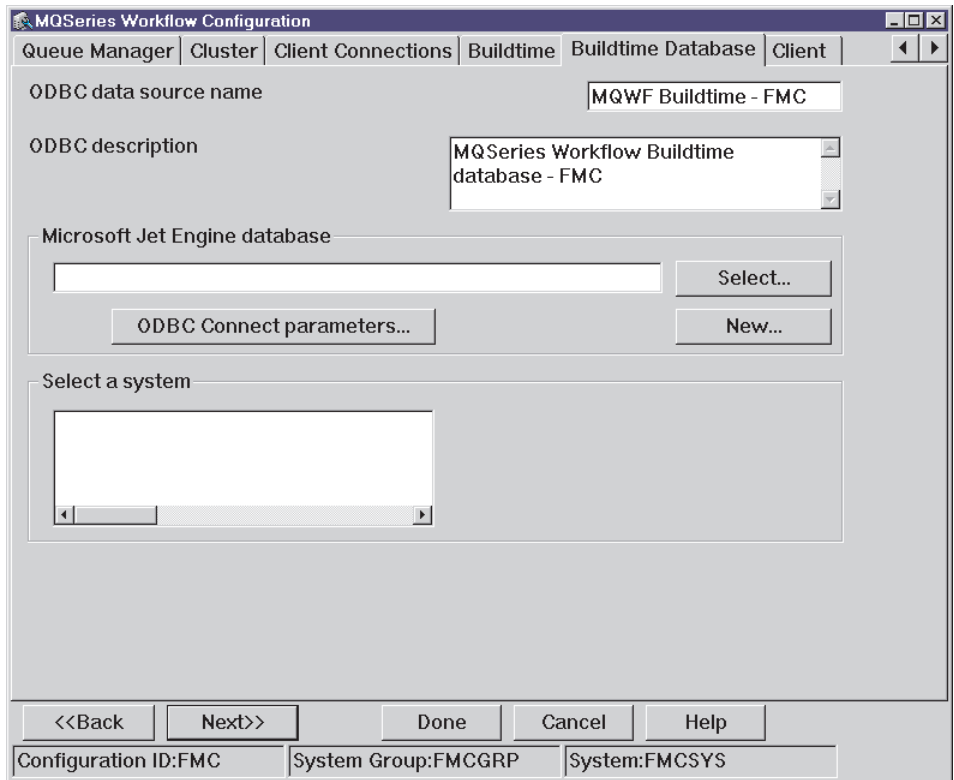 MQSeries Workflow Configuration
Queue Manager Cluster Client Connections Buildtime Buildtime Database Client
ODBC data source name
MQWF Buildtime - FMC
ODBC description
MQSeries Workflow Buildtime
database - FMC
Microsoft Jet Engine database
Select...
ODBC Connect parameters...
New...
Select a system
<<Back Next>> Done Cancel Help
Configuration ID:FMC System Group:FMCGRP System:FMCSYS